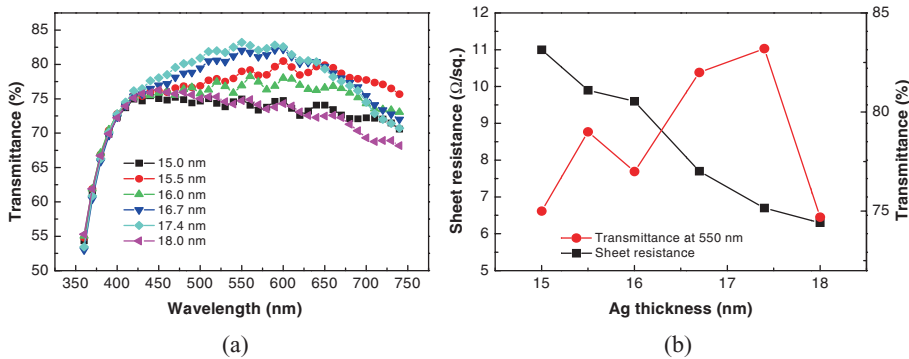 (a)
Transmittance (%)
85
80
75
70
65
60
55
50
15.0 nm
15.5 nm
16.0 nm
16.7 nm
17.4 nm
18.0 nm
350 400 450 500 550 600 650 700 750
Wavelength (nm)
(a)
(b)
Sheet resistance (Ω/sq.)
12
11
10
9
8
7
6
5
Transmittance at 550 nm
Sheet resistance
15 16 17 18
Ag thickness (nm)
85
80
75
Transmittance (%)
(b)